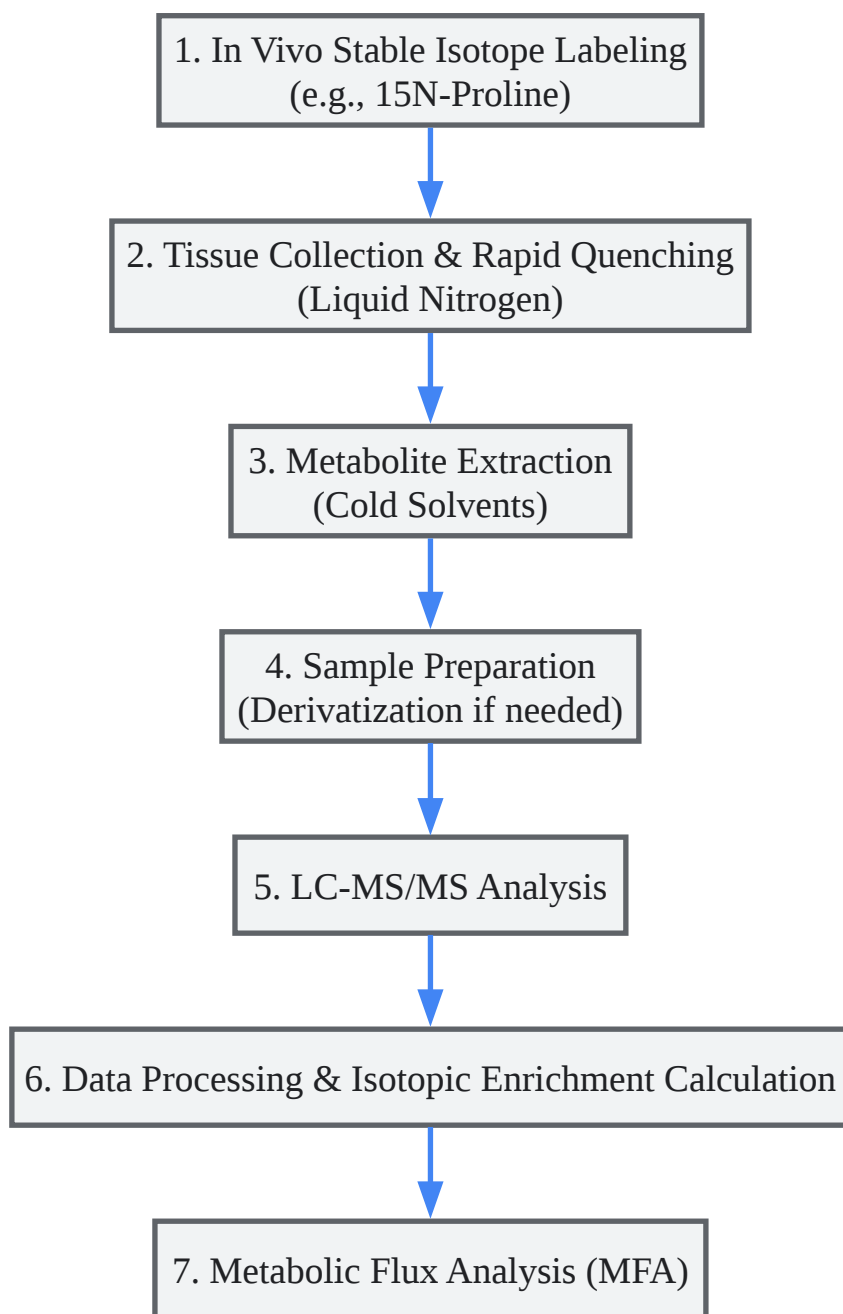 1. In Vivo Stable Isotope Labeling
(e.g., 15N-Proline)
2. Tissue Collection & Rapid Quenching
(Liquid Nitrogen)
3. Metabolite Extraction
(Cold Solvents)
4. Sample Preparation
(Derivatization if needed)
5. LC-MS/MS Analysis
6. Data Processing & Isotopic Enrichment Calculation
7. Metabolic Flux Analysis (MFA)